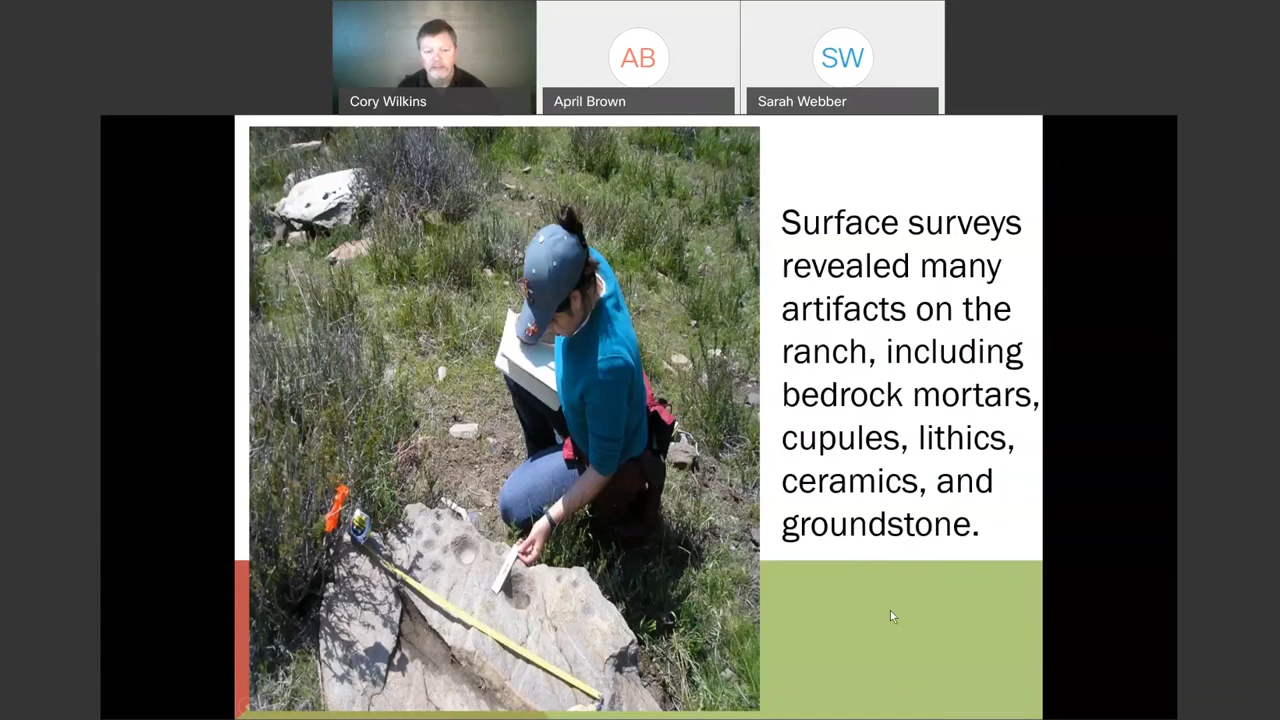 AB
SW
Cory Wilkins
April Brown
Sarah Webber
Surface surveys
revealed many
artifacts on the
ranch, including
bedrock mortars,
cupules, lithics,
ceramics, and
groundstone.